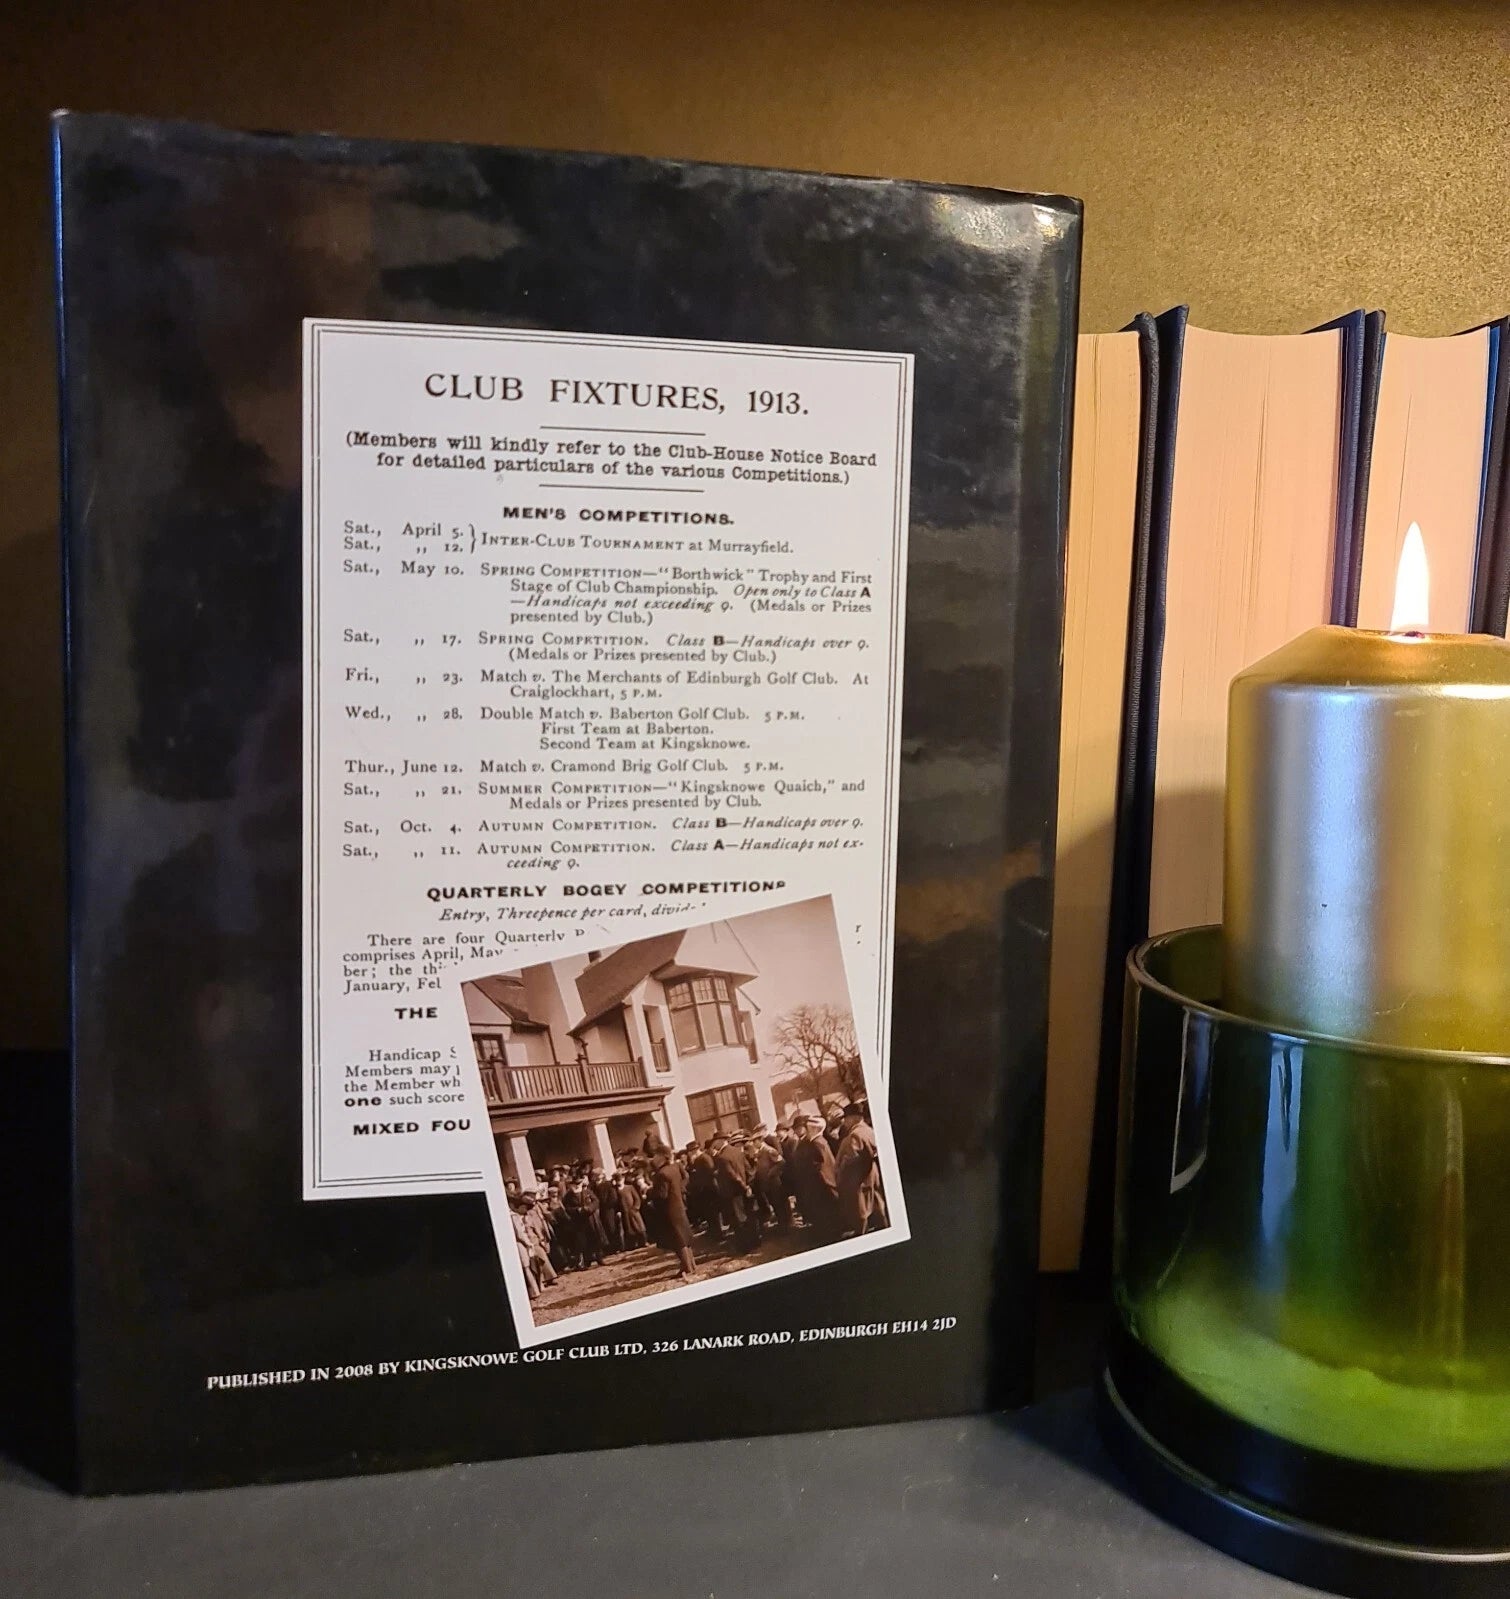 CLUB FIXTURES, 1913.
(Members will kindly refer to the Club-House Notice Board
for detailed particulars of the various Competitions.)
MEN'S COMPETITIONS.
Sat., April 5. } INTER-CLUB TOURNAMENT at Murrayfield.
Sat., ,, 12.
Sat., May 10. SPRING COMPETITION—"Borthwick" Trophy and First
Stage of Club Championship. Open only to Class A
—Handicaps not exceeding 9. (Medals or Prizes
presented by Club.)
Sat., ,, 17. SPRING COMPETITION. Class B—Handicaps over 9.
(Medals or Prizes presented by Club.)
Fri., ,, 23. Match v. The Merchants of Edinburgh Golf Club. At
Craiglockhart, 5 P.M.
Wed., ,, 28. Double Match v. Baberton Golf Club. 5 P.M.
First Team at Baberton.
Second Team at Kingsknowe.
Thur., June 12. Match v. Cramond Brig Golf Club. 5 P.M.
Sat., ,, 21. SUMMER COMPETITION—"Kingsknowe Quaich," and
Medals or Prizes presented by Club.
Sat., Oct. 4. AUTUMN COMPETITION. Class B—Handicaps over 9.
Sat., ,, 11. AUTUMN COMPETITION. Class A—Handicaps not ex-
ceeding 9.
QUARTERLY BOGEY COMPETITIONS
Entry, Threepence per card,
There are four Quarterly
comprises April, May
ber; the
January,
THE
Handicap
Members may
the Member
one such score
MIXED
PUBLISHED IN 2008 BY KINGSKNOWE GOLF CLUB LTD, 326 LANARK ROAD, EDINBURGH EH14 2JD